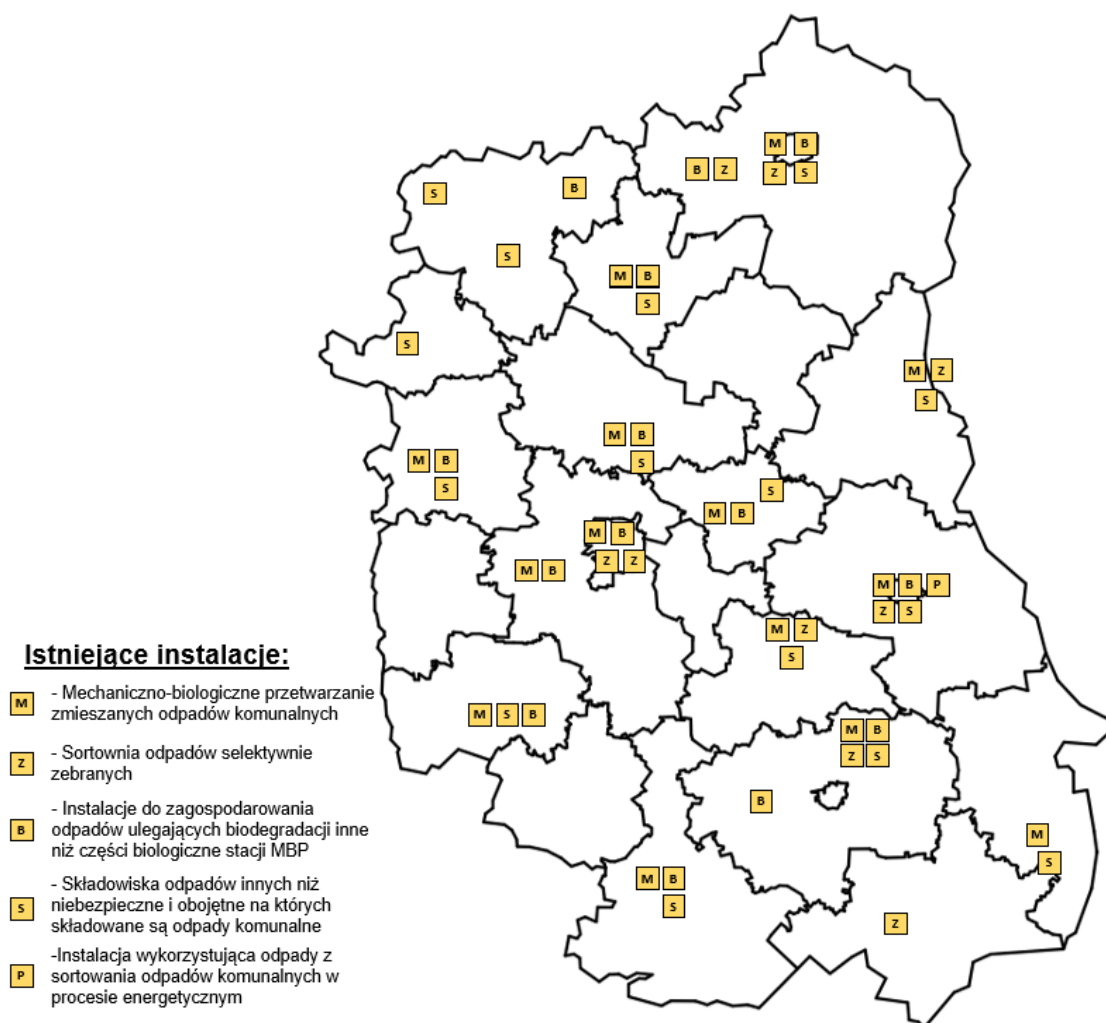 M B
B Z
Z S
S
B
S
M B
S
S
M Z
S
M B
S
M B
S
S
M B
M B
Z Z
M B
M B P
Z S
M Z
S
M S B
M B
Z S
B
M
S
M B
S
Z
Istniejące instalacje:
M - Mechaniczno-biologiczne przetwarzanie
zmieszanych odpadów komunalnych
Z - Sortownia odpadów selektywnie
zebranych
- Instalacje do zagospodarowania
B odpadów ulegających biodegradacji inne
niż części biologiczne stacji MBP
- Składowiska odpadów innych niż
S niebezpieczne i obojętne na których
składowane są odpady komunalne
-Instalacja wykorzystująca odpady z
P sortowania odpadów komunalnych w
procesie energetycznym